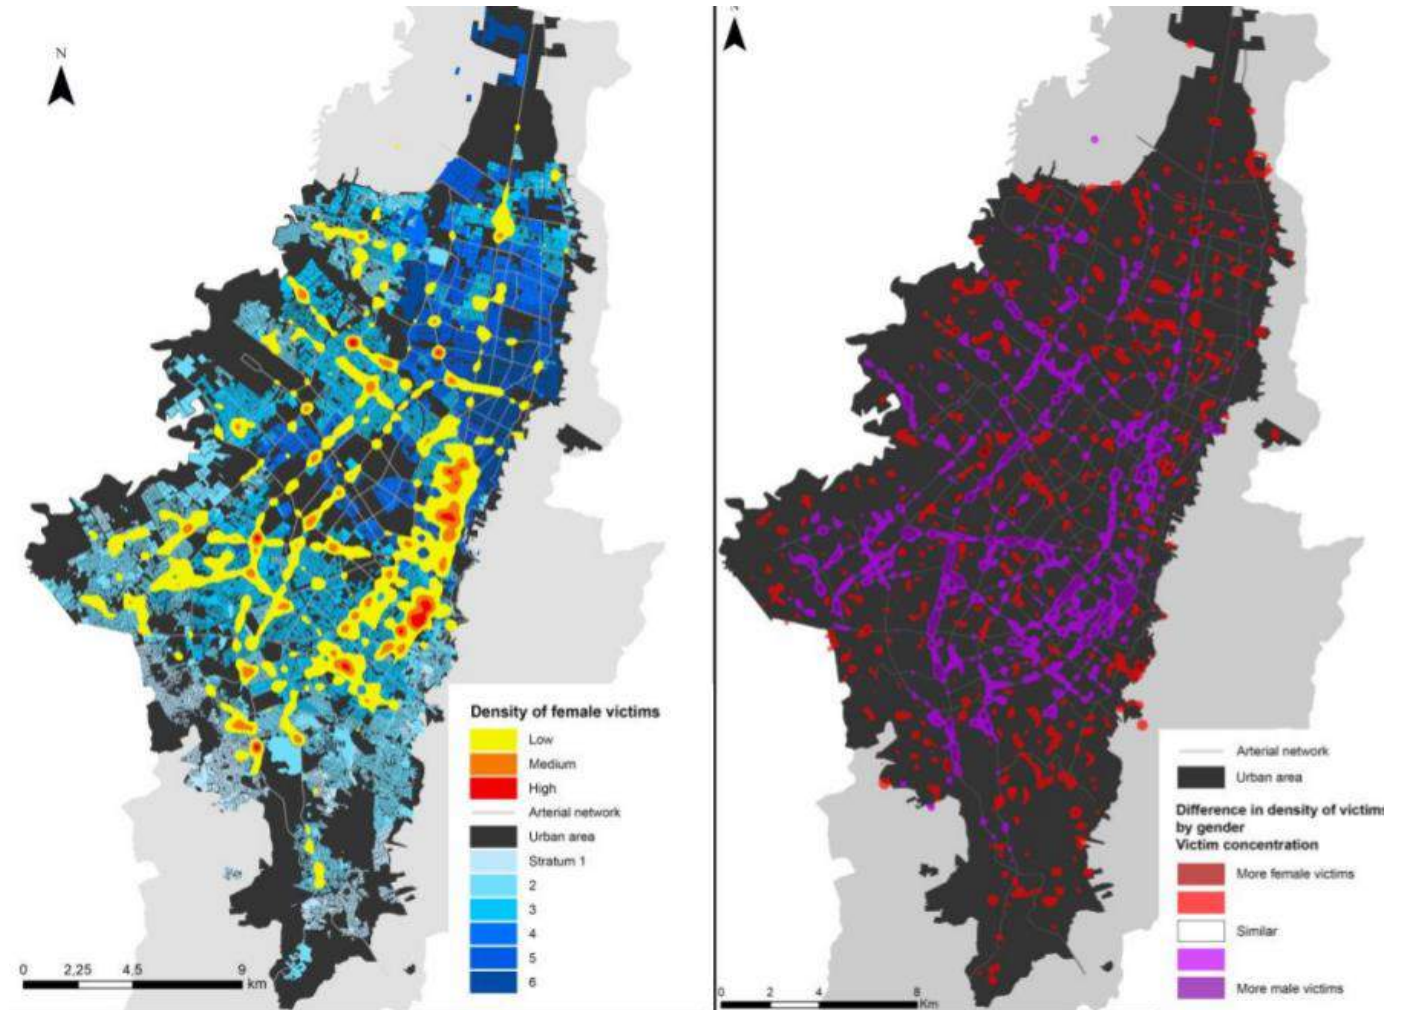 N
N
Density of female victims
Low
Medium
High
Arterial network
Urban area
Stratum 1
2
3
4
5
6
0 2,25 4,5 9
km
Arterial network
Urban area
Difference in density of victims
by gender
Victim concentration
More female victims
Similar
More male victims
0 2 4 8
Km